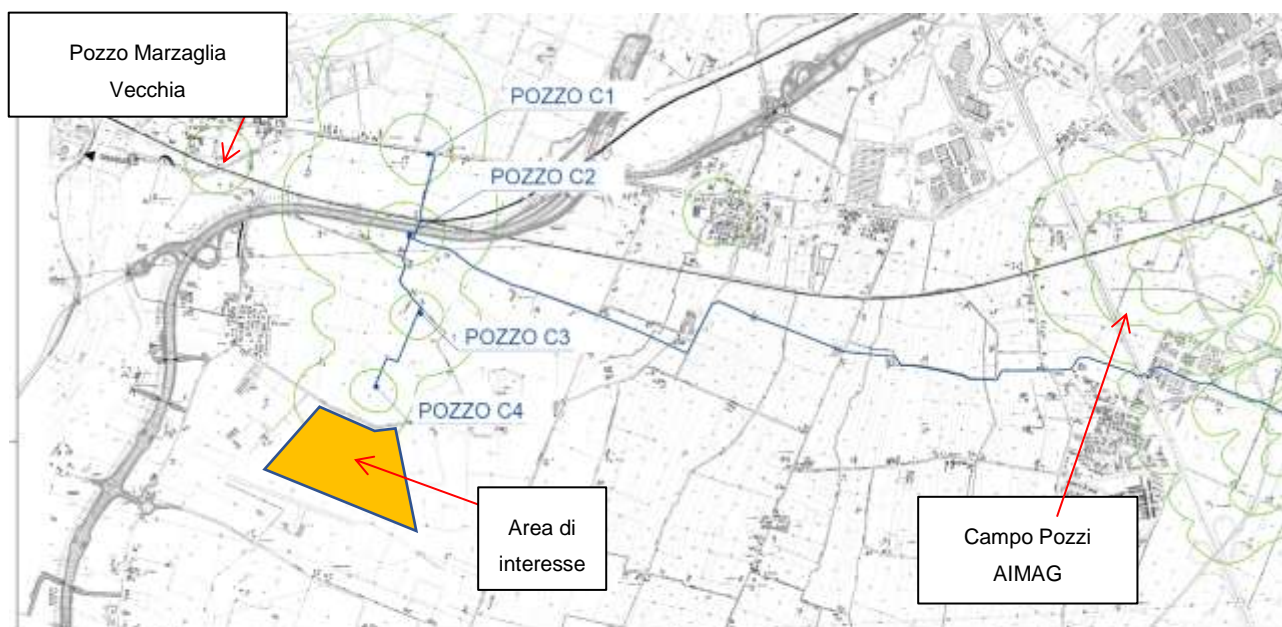 Pozzo Marzaglia
Vecchia
POZZO C1
POZZO C2
POZZO C3
POZZO C4
Area di
interesse
Campo Pozzi
AIMAG